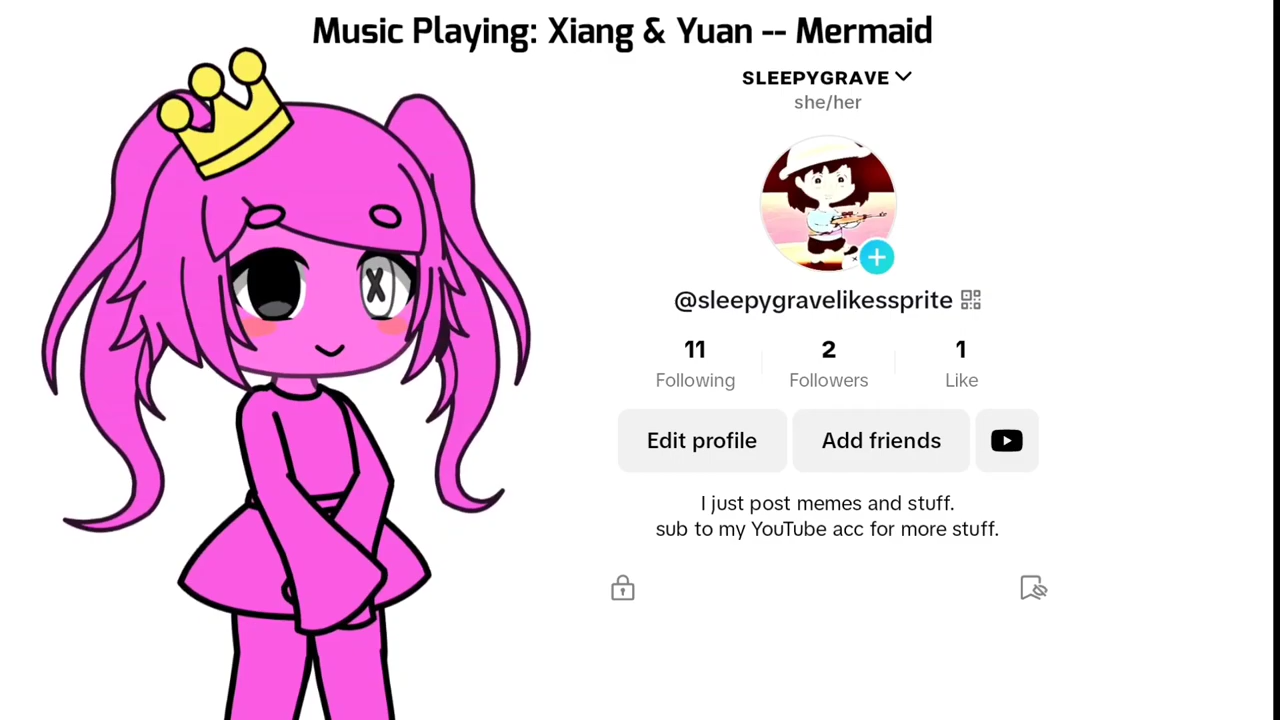 Music Playing: Xiang & Yuan -- Mermaid
SLEEPYGRAVE
she/her
@sleepygravelikessprite
11 2 1
Following Followers Like
Edit profile Add friends
I just post memes and stuff.
sub to my YouTube acc for more stuff.